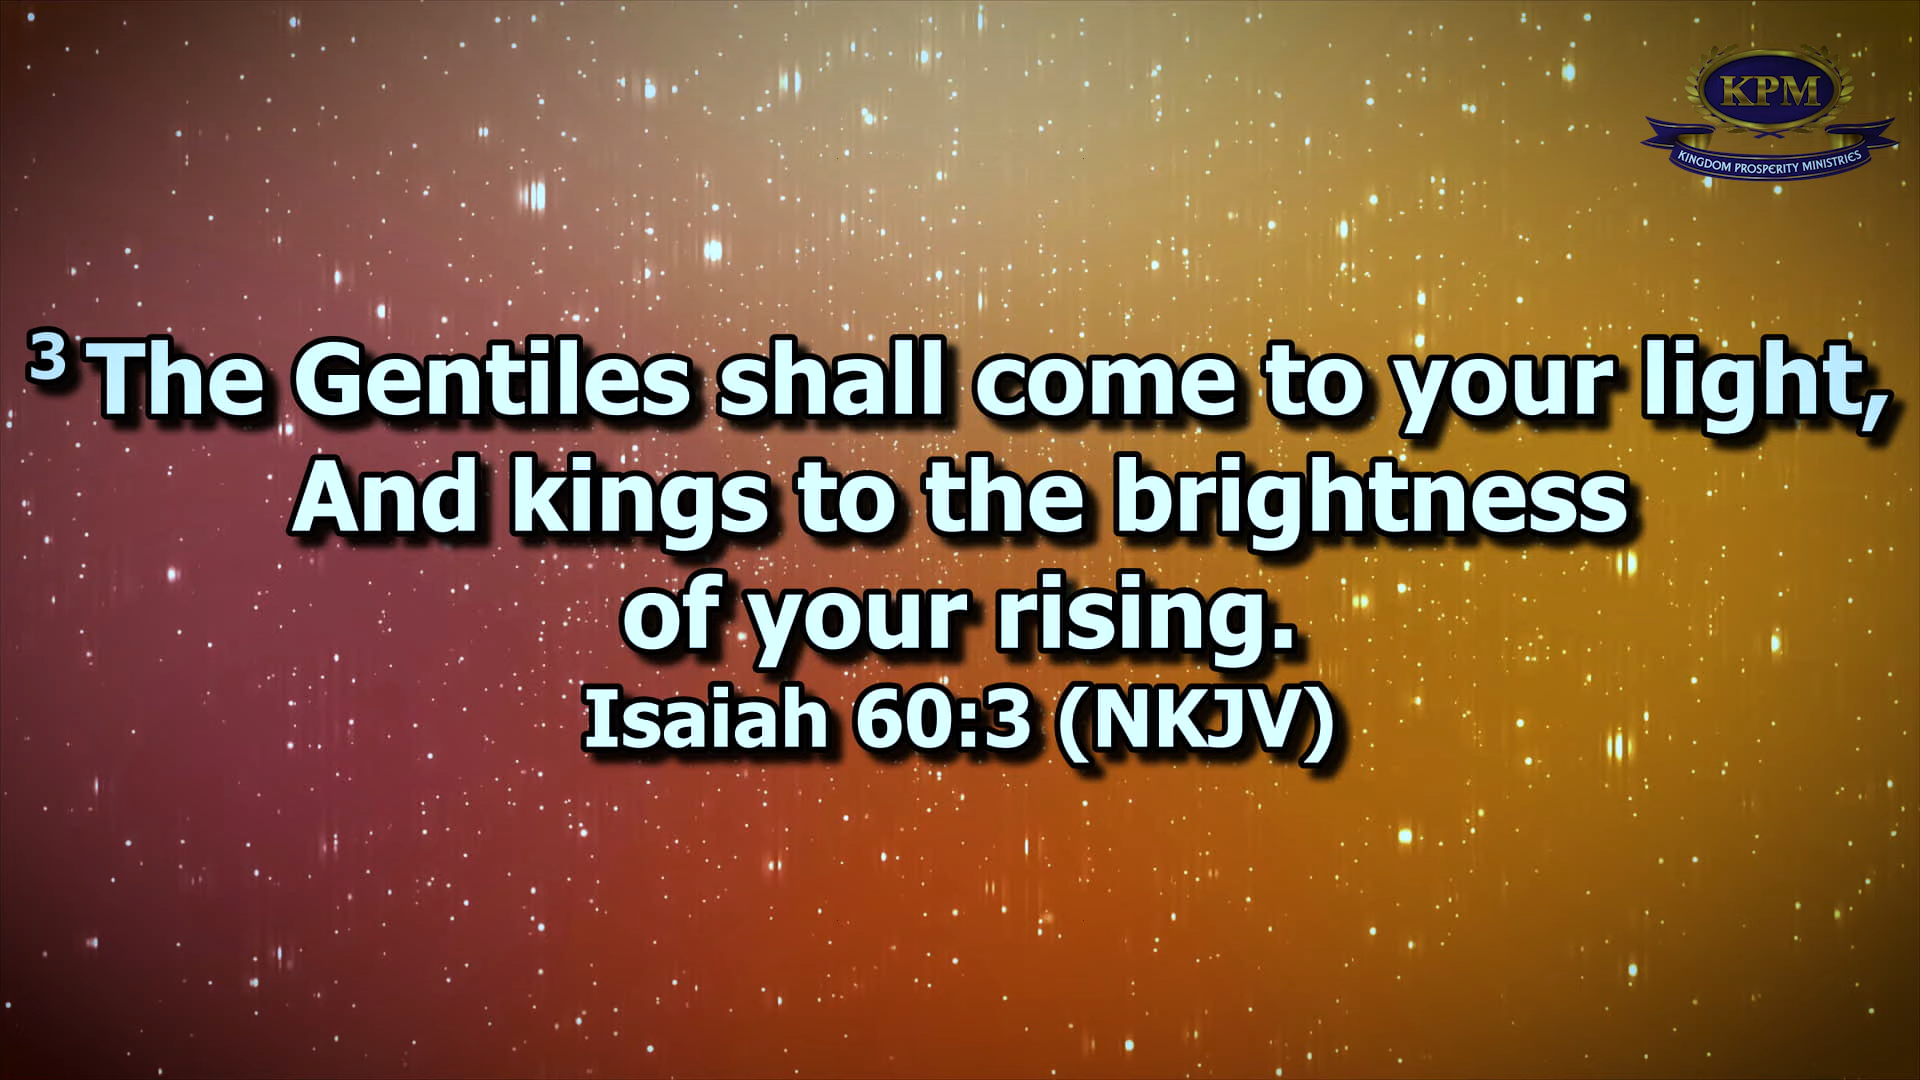 KPM
KINGDOM PROSPERITY MINISTRIES
3 The Gentiles shall come to your light,
And kings to the brightness
of your rising.
Isaiah 60:3 (NKJV)